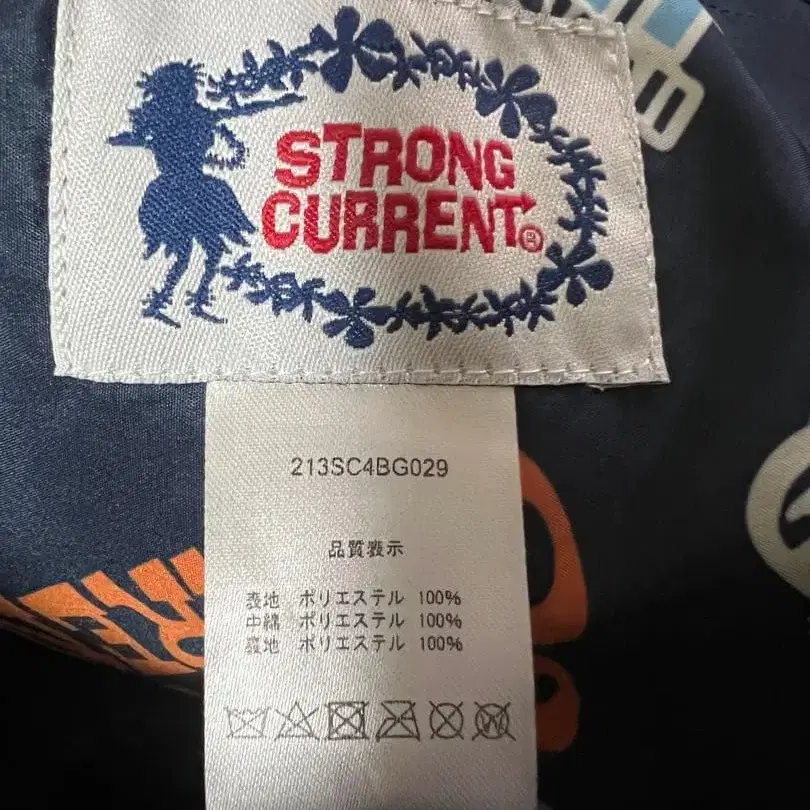 STRONG
CURRENT®
213SC4BG029
品質表示
表地 ポリエステル 100%
中綿 ポリエステル 100%
裏地 ポリエステル 100%
W